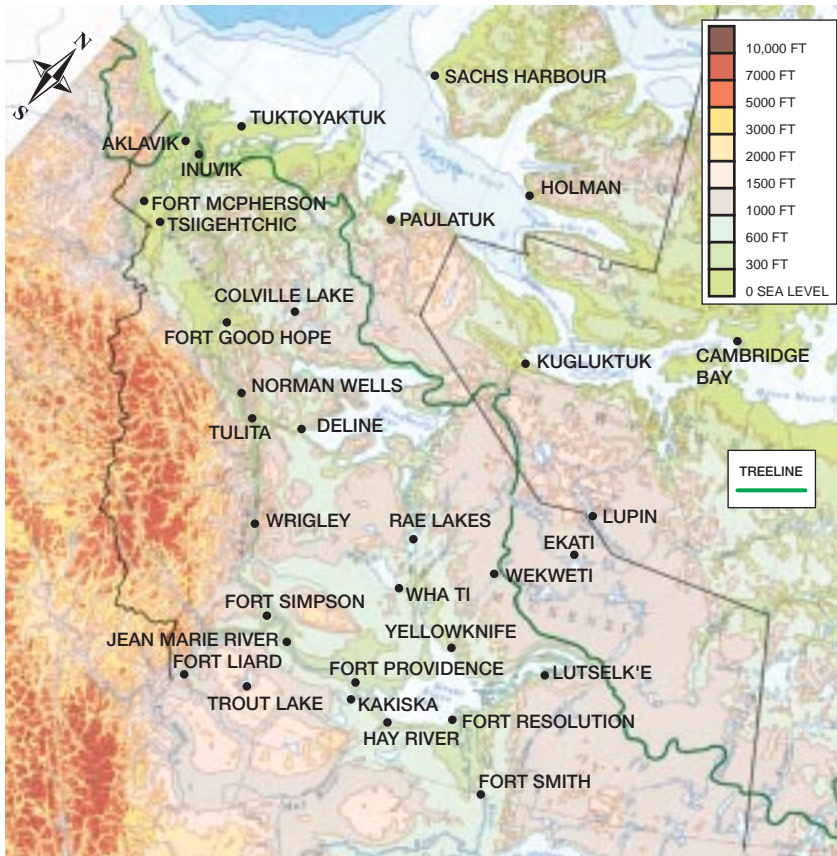 N
S
10,000 FT
7000 FT
5000 FT
3000 FT
2000 FT
1500 FT
1000 FT
600 FT
300 FT
0 SEA LEVEL
SACHS HARBOUR
TUKTOYAKTUK
AKLAVIK
INUVIK
HOLMAN
FORT MCPHERSON
TSIIGEHTCHIC
PAULATUK
COLVILLE LAKE
FORT GOOD HOPE
KUGLUKTUK
CAMBRIDGE
BAY
NORMAN WELLS
TULITA
DELINE
TREELINE
WRIGLEY
RAE LAKES
LUPIN
EKATI
WEKWETI
WHA TI
FORT SIMPSON
JEAN MARIE RIVER
YELLOWKNIFE
FORT LIARD
FORT PROVIDENCE
LUTSELK'E
TROUT LAKE
KAKISKA
HAY RIVER
FORT RESOLUTION
FORT SMITH